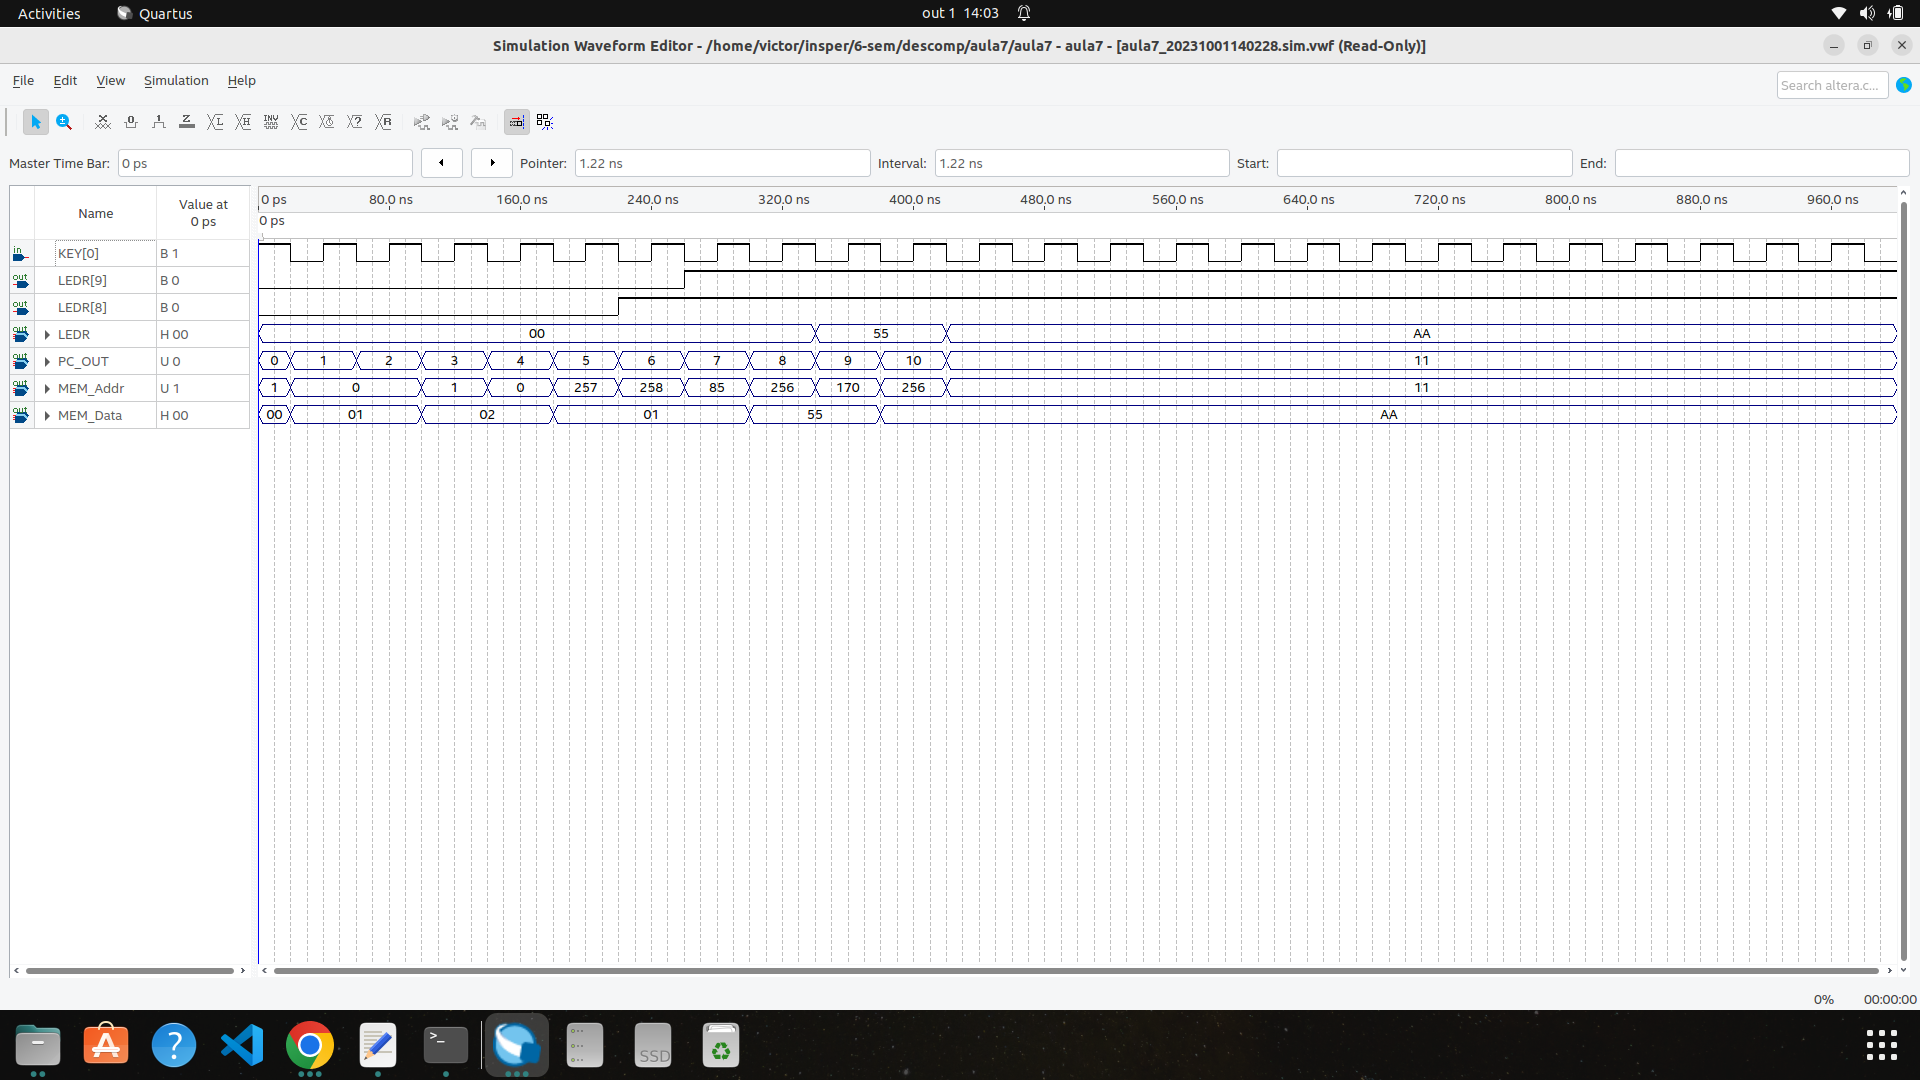 Activities Quartus out 1 14:03
Simulation Waveform Editor - /home/victor/insper/6-sem/descomp/aula7/aula7 - aula7 - [aula7_20231001140228.sim.vwf (Read-Only)]
File Edit View Simulation Help Search altera.c...
Master Time Bar: 0 ps Pointer: 1.22 ns Interval: 1.22 ns Start: End:
Name Value at 0 ps
0 ps 80.0 ns 160.0 ns 240.0 ns 320.0 ns 400.0 ns 480.0 ns 560.0 ns 640.0 ns 720.0 ns 800.0 ns 880.0 ns 960.0 ns
0 ps
in KEY[0] B 1
out LEDR[9] B 0
out LEDR[8] B 0
out LEDR H 00 00 55 AA
out PC_OUT U 0 0 1 2 3 4 5 6 7 8 9 10 11
out MEM_Addr U 1 1 0 1 0 257 258 85 256 170 256 11
out MEM_Data H 00 00 01 02 01 55 AA
0% 00:00:00
SSD